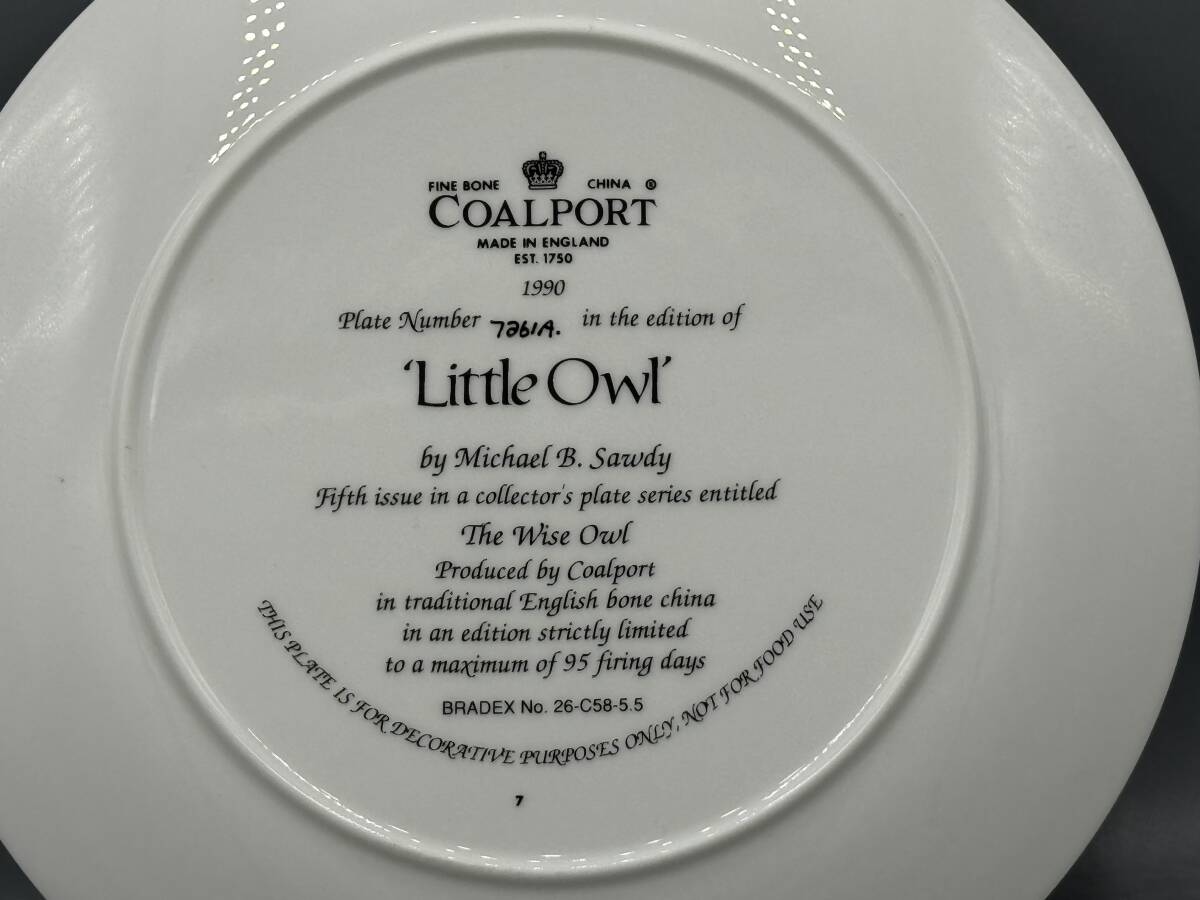 FINE BONE CHINA ®
COALPORT
MADE IN ENGLAND
EST. 1750
1990
Plate Number 7261A. in the edition of
‘Little Owl’
by Michael B. Sawdy
Fifth issue in a collector's plate series entitled
The Wise Owl
Produced by Coalport
in traditional English bone china
in an edition strictly limited
to a maximum of 95 firing days
BRADEX No. 26-C58-5.5
THIS PLATE IS FOR DECORATIVE PURPOSES ONLY, NOT FOR FOOD USE
7